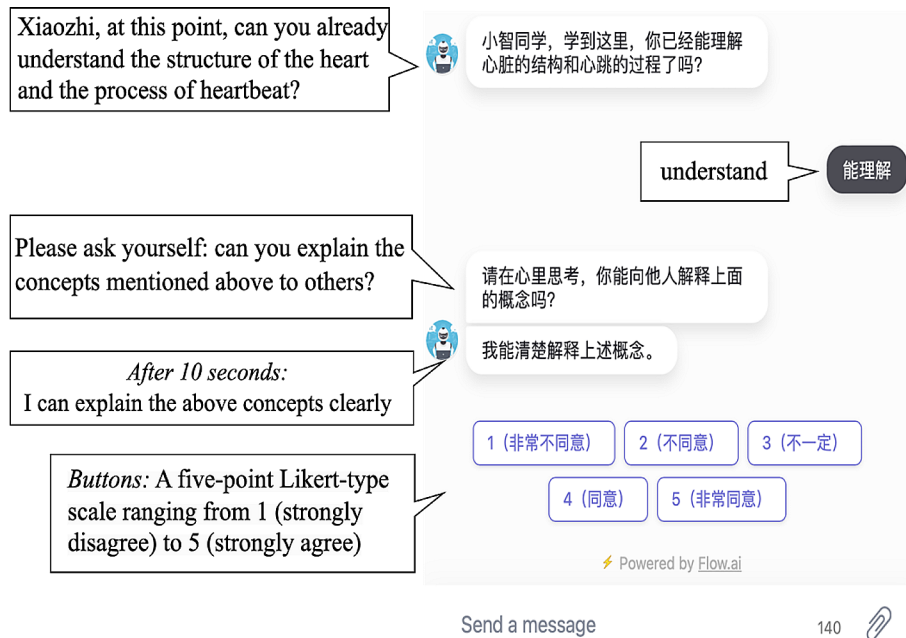 Xiaozhi, at this point, can you already
understand the structure of the heart
and the process of heartbeat?
小智同学，学到这里，你已经能理解
心脏的结构和心跳的过程了吗？
understand
能理解
Please ask yourself: can you explain the
concepts mentioned above to others?
请在心里思考，你能向他人解释上面
的概念吗？
After 10 seconds:
I can explain the above concepts clearly
我能清楚解释上述概念。
Buttons: A five-point Likert-type
scale ranging from 1 (strongly
disagree) to 5 (strongly agree)
1（非常不同意）
2（不同意）
3（不一定）
4（同意）
5（非常同意）
Powered by Flow.ai
Send a message
140